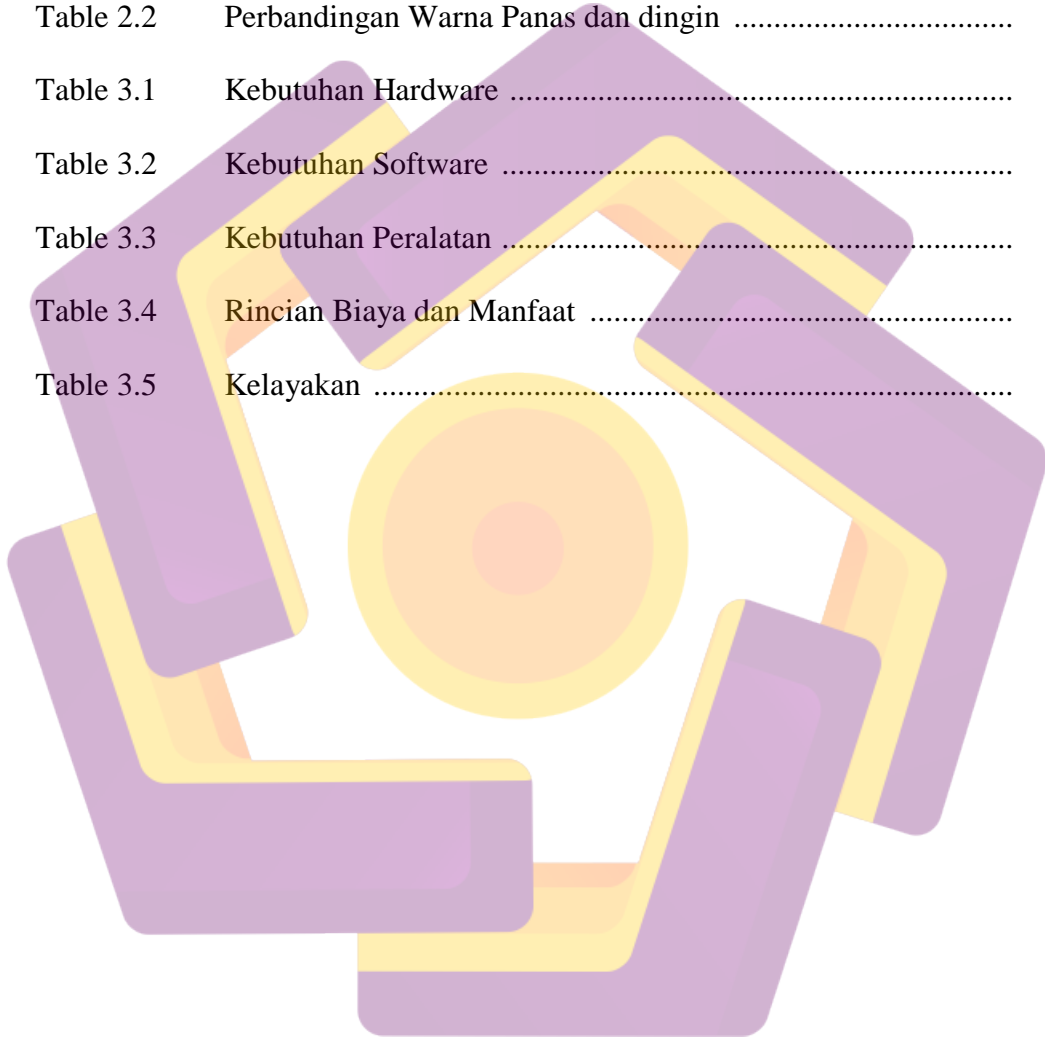 Table 2.2 Perbandingan Warna Panas dan dingin ..................................
Table 3.1 Kebutuhan Hardware ..............................................................
Table 3.2 Kebutuhan Software ...............................................................
Table 3.3 Kebutuhan Peralatan ...............................................................
Table 3.4 Rincian Biaya dan Manfaat ....................................................
Table 3.5 Kelayakan ...............................................................................